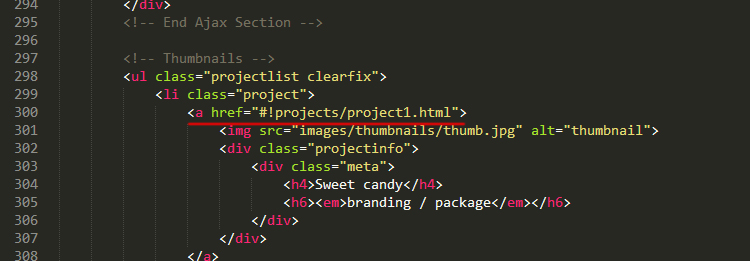 294 </div>
295 <!-- End Ajax Section -->
296
297 <!-- Thumbnails -->
298 <ul class="projectlist clearfix">
299 <li class="project">
300 <a href="#!projects/project1.html">
301 <img src="images/thumbnails/thumb.jpg" alt="thumbnail">
302 <div class="projectinfo">
303 <div class="meta">
304 <h4>Sweet candy</h4>
305 <h6><em>branding / package</em></h6>
306 </div>
307 </div>
308 </a>